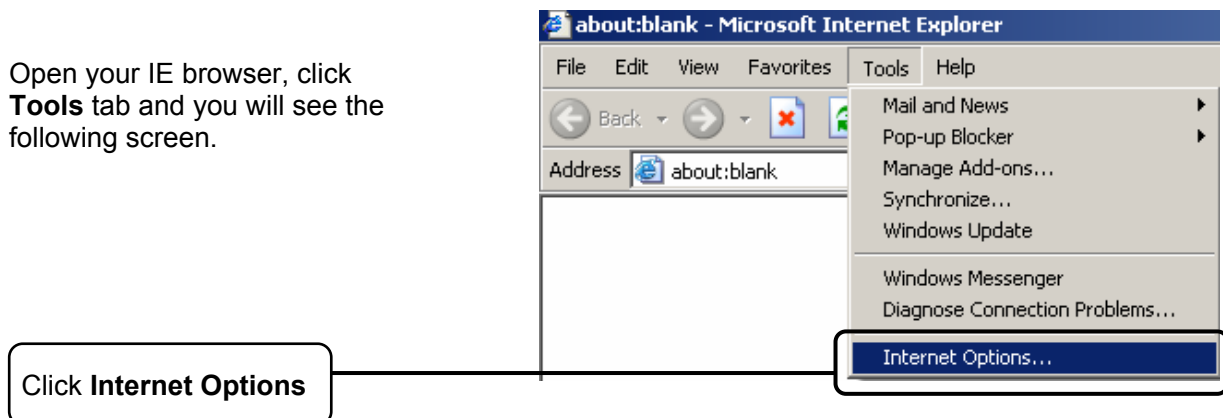 about:blank - Microsoft Internet Explorer
File Edit View Favorites Tools Help
Back
Address about:blank
Mail and News
Pop-up Blocker
Manage Add-ons...
Synchronize...
Windows Update
Windows Messenger
Diagnose Connection Problems...
Internet Options...
Open your IE browser, click
Tools tab and you will see the
following screen.
Click Internet Options